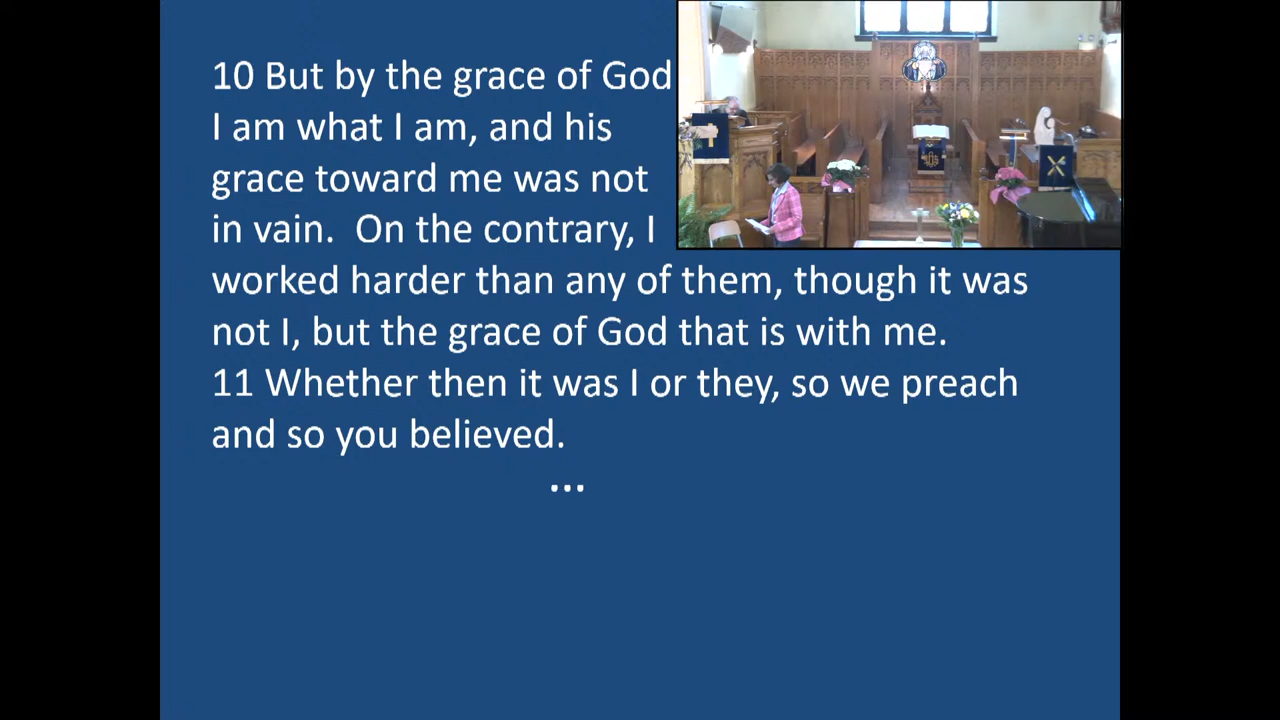 10 But by the grace of God
I am what I am, and his
grace toward me was not
in vain.  On the contrary, I
worked harder than any of them, though it was
not I, but the grace of God that is with me.
11 Whether then it was I or they, so we preach
and so you believed.
...